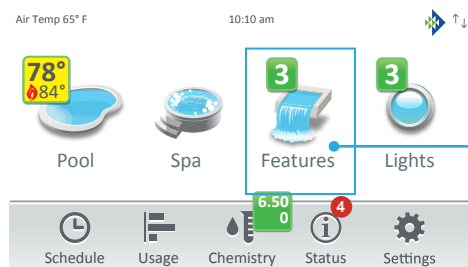 Air Temp 65° F 10:10 am
78° 3 3
84°
Pool Spa Features Lights
6.50 4
0
Schedule Usage Chemistry Status Settings